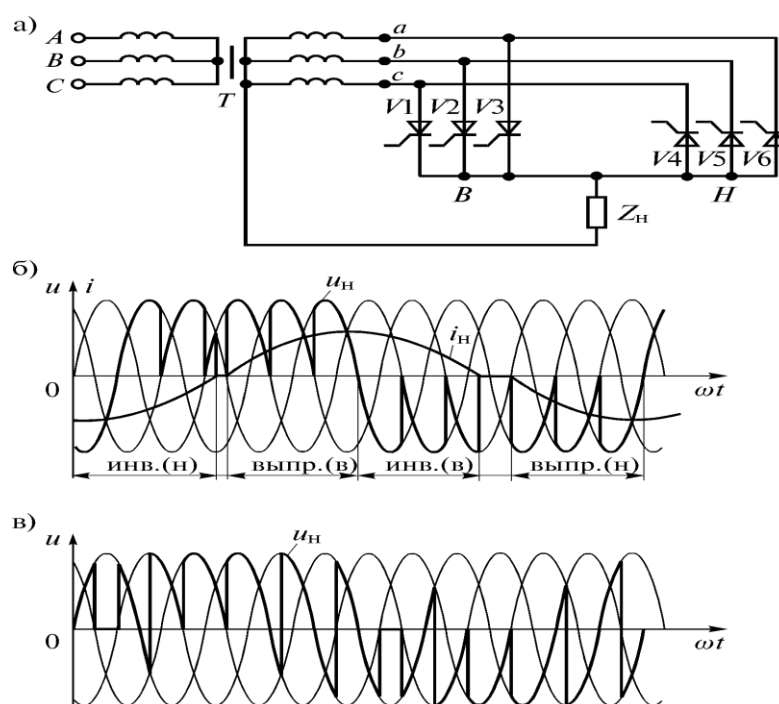 а)
A
a
B
b
C
c
T
V1
V2
V3
V4
V5
V6
B
H
Zн
б)
u
i
uн
iн
0
ωt
инв.(н)
выпр.(в)
инв.(в)
выпр.(н)
в)
u
uн
0
ωt